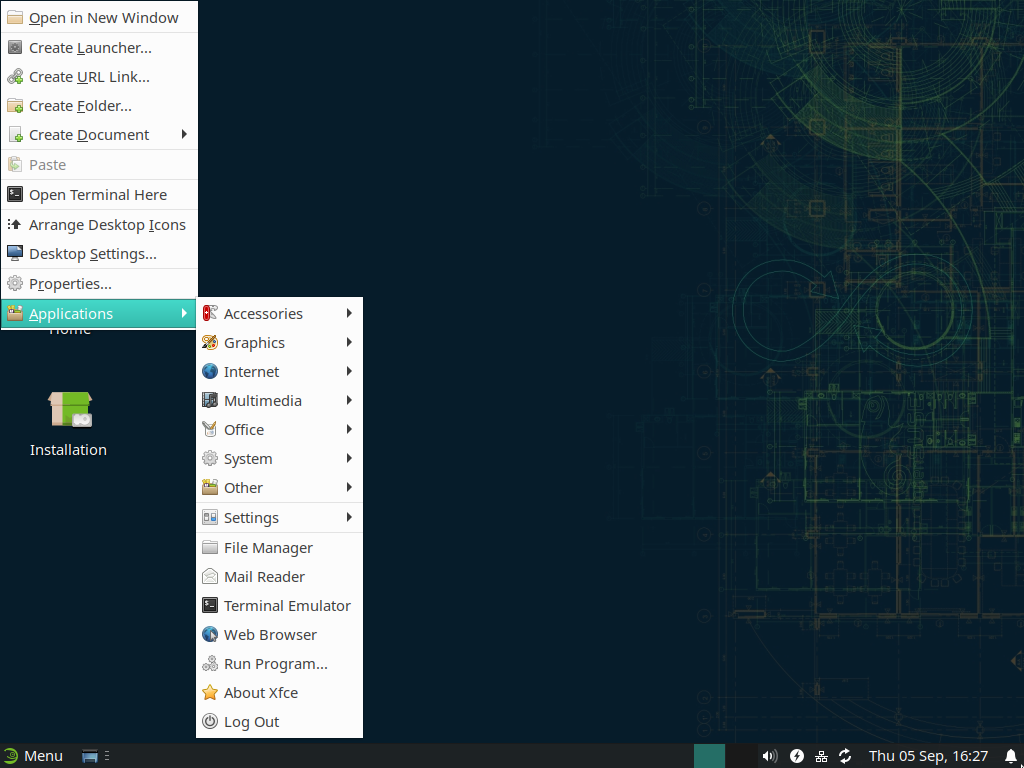 Open in New Window
Create Launcher...
Create URL Link...
Create Folder...
Create Document
Paste
Open Terminal Here
Arrange Desktop Icons
Desktop Settings...
Properties...
Applications
Home
Installation
Accessories
Graphics
Internet
Multimedia
Office
System
Other
Settings
File Manager
Mail Reader
Terminal Emulator
Web Browser
Run Program...
About Xfce
Log Out
Menu
Thu 05 Sep, 16:27